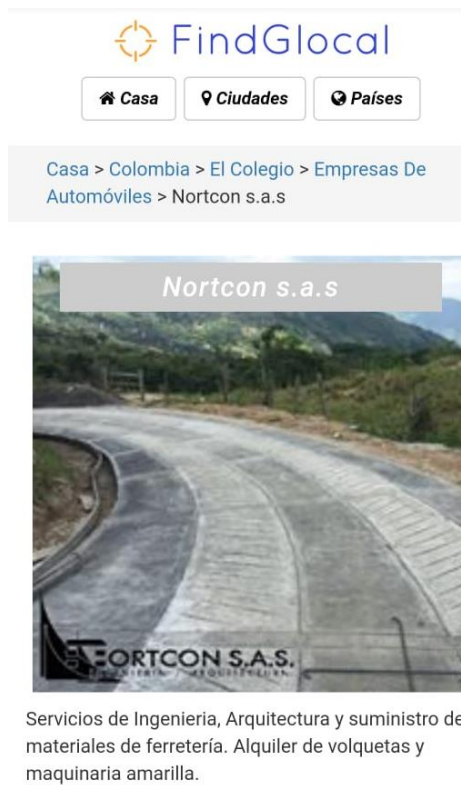 FindGlocal
Casa
Ciudades
Países
Casa > Colombia > El Colegio > Empresas De
Automóviles > Nortcon s.a.s
Nortcon s.a.s
ORTCON S.A.S.
Servicios de Ingenieria, Arquitectura y suministro de
materiales de ferretería. Alquiler de volquetas y
maquinaria amarilla.